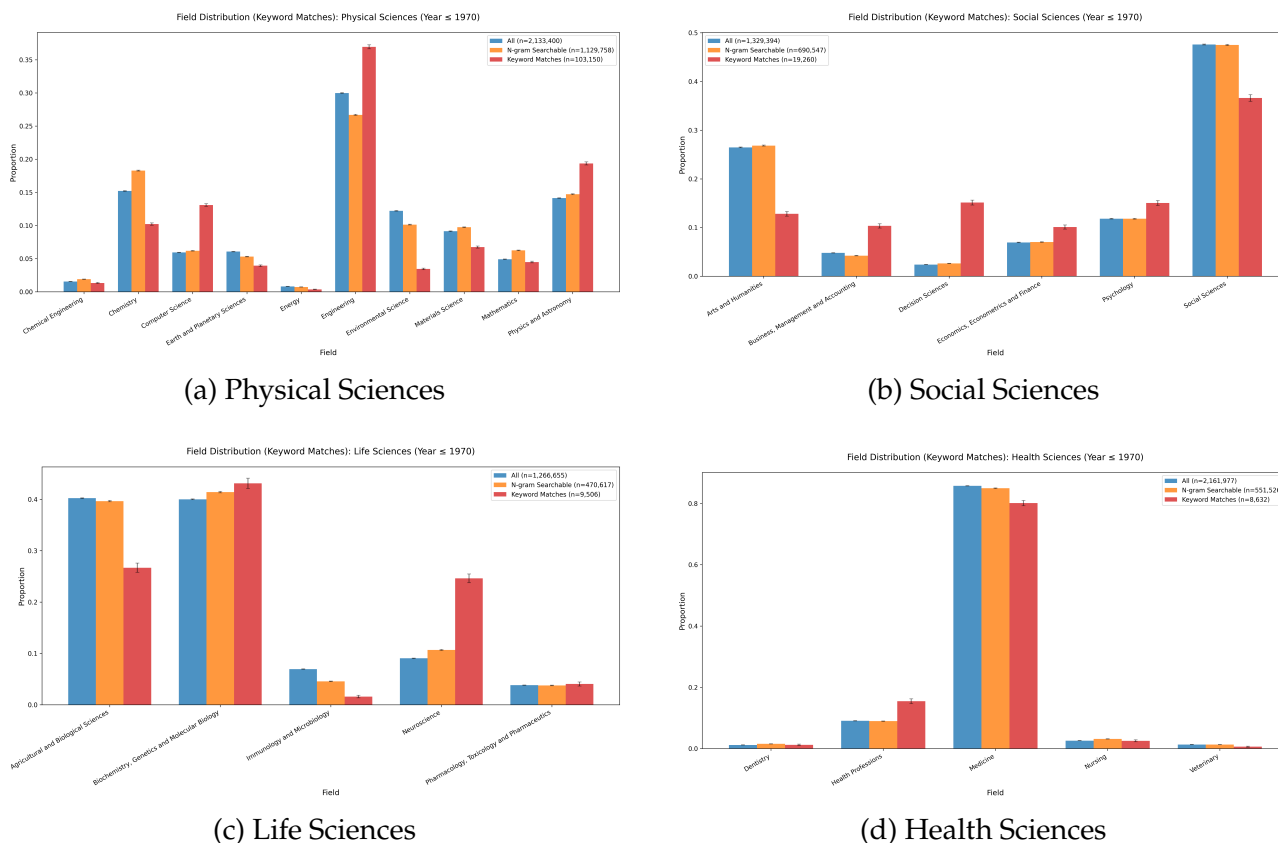 Field Distribution (Keyword Matches): Physical Sciences (Year ≤ 1970)
All (n=2,133,400)
N-gram Searchable (n=1,129,758)
Keyword Matches (n=103,150)
Proportion
0.35
0.30
0.25
0.20
0.15
0.10
0.05
0.00
Chemical Engineering
Chemistry
Computer Science
Earth and Planetary Sciences
Energy
Engineering
Environmental Science
Materials Science
Mathematics
Physics and Astronomy
Field
(a) Physical Sciences
Field Distribution (Keyword Matches): Social Sciences (Year ≤ 1970)
All (n=1,329,394)
N-gram Searchable (n=690,547)
Keyword Matches (n=19,260)
Proportion
0.5
0.4
0.3
0.2
0.1
0.0
Arts and Humanities
Business, Management and Accounting
Decision Sciences
Economics, Econometrics and Finance
Psychology
Social Sciences
Field
(b) Social Sciences
Field Distribution (Keyword Matches): Life Sciences (Year ≤ 1970)
All (n=1,266,655)
N-gram Searchable (n=470,617)
Keyword Matches (n=9,506)
Proportion
0.4
0.3
0.2
0.1
0.0
Agricultural and Biological Sciences
Biochemistry, Genetics and Molecular Biology
Immunology and Microbiology
Neuroscience
Pharmacology, Toxicology and Pharmaceutics
Field
(c) Life Sciences
Field Distribution (Keyword Matches): Health Sciences (Year ≤ 1970)
All (n=2,161,977)
N-gram Searchable (n=551,526)
Keyword Matches (n=8,632)
Proportion
0.8
0.6
0.4
0.2
0.0
Dentistry
Health Professions
Medicine
Nursing
Veterinary
Field
(d) Health Sciences